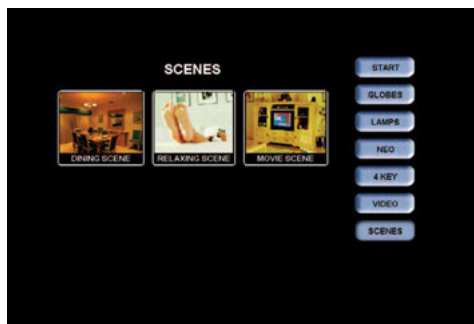 SCENES
DINING SCENE
RELAXING SCENE
MOVIE SCENE
START
GLOBES
LAMPS
NEO
4 KEY
VIDEO
SCENES